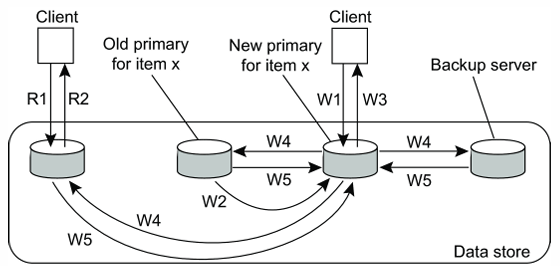 Client
Client
Old primary
for item x
New primary
for item x
Backup server
R1
R2
W1
W3
W4
W4
W5
W5
W2
W4
W5
Data store